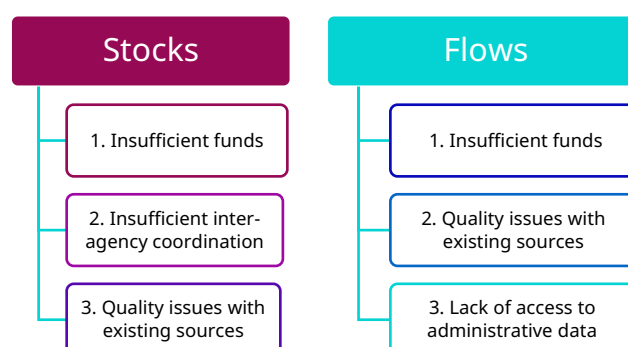 Stocks
1. Insufficient funds
2. Insufficient inter-
agency coordination
3. Quality issues with
existing sources
Flows
1. Insufficient funds
2. Quality issues with
existing sources
3. Lack of access to
administrative data